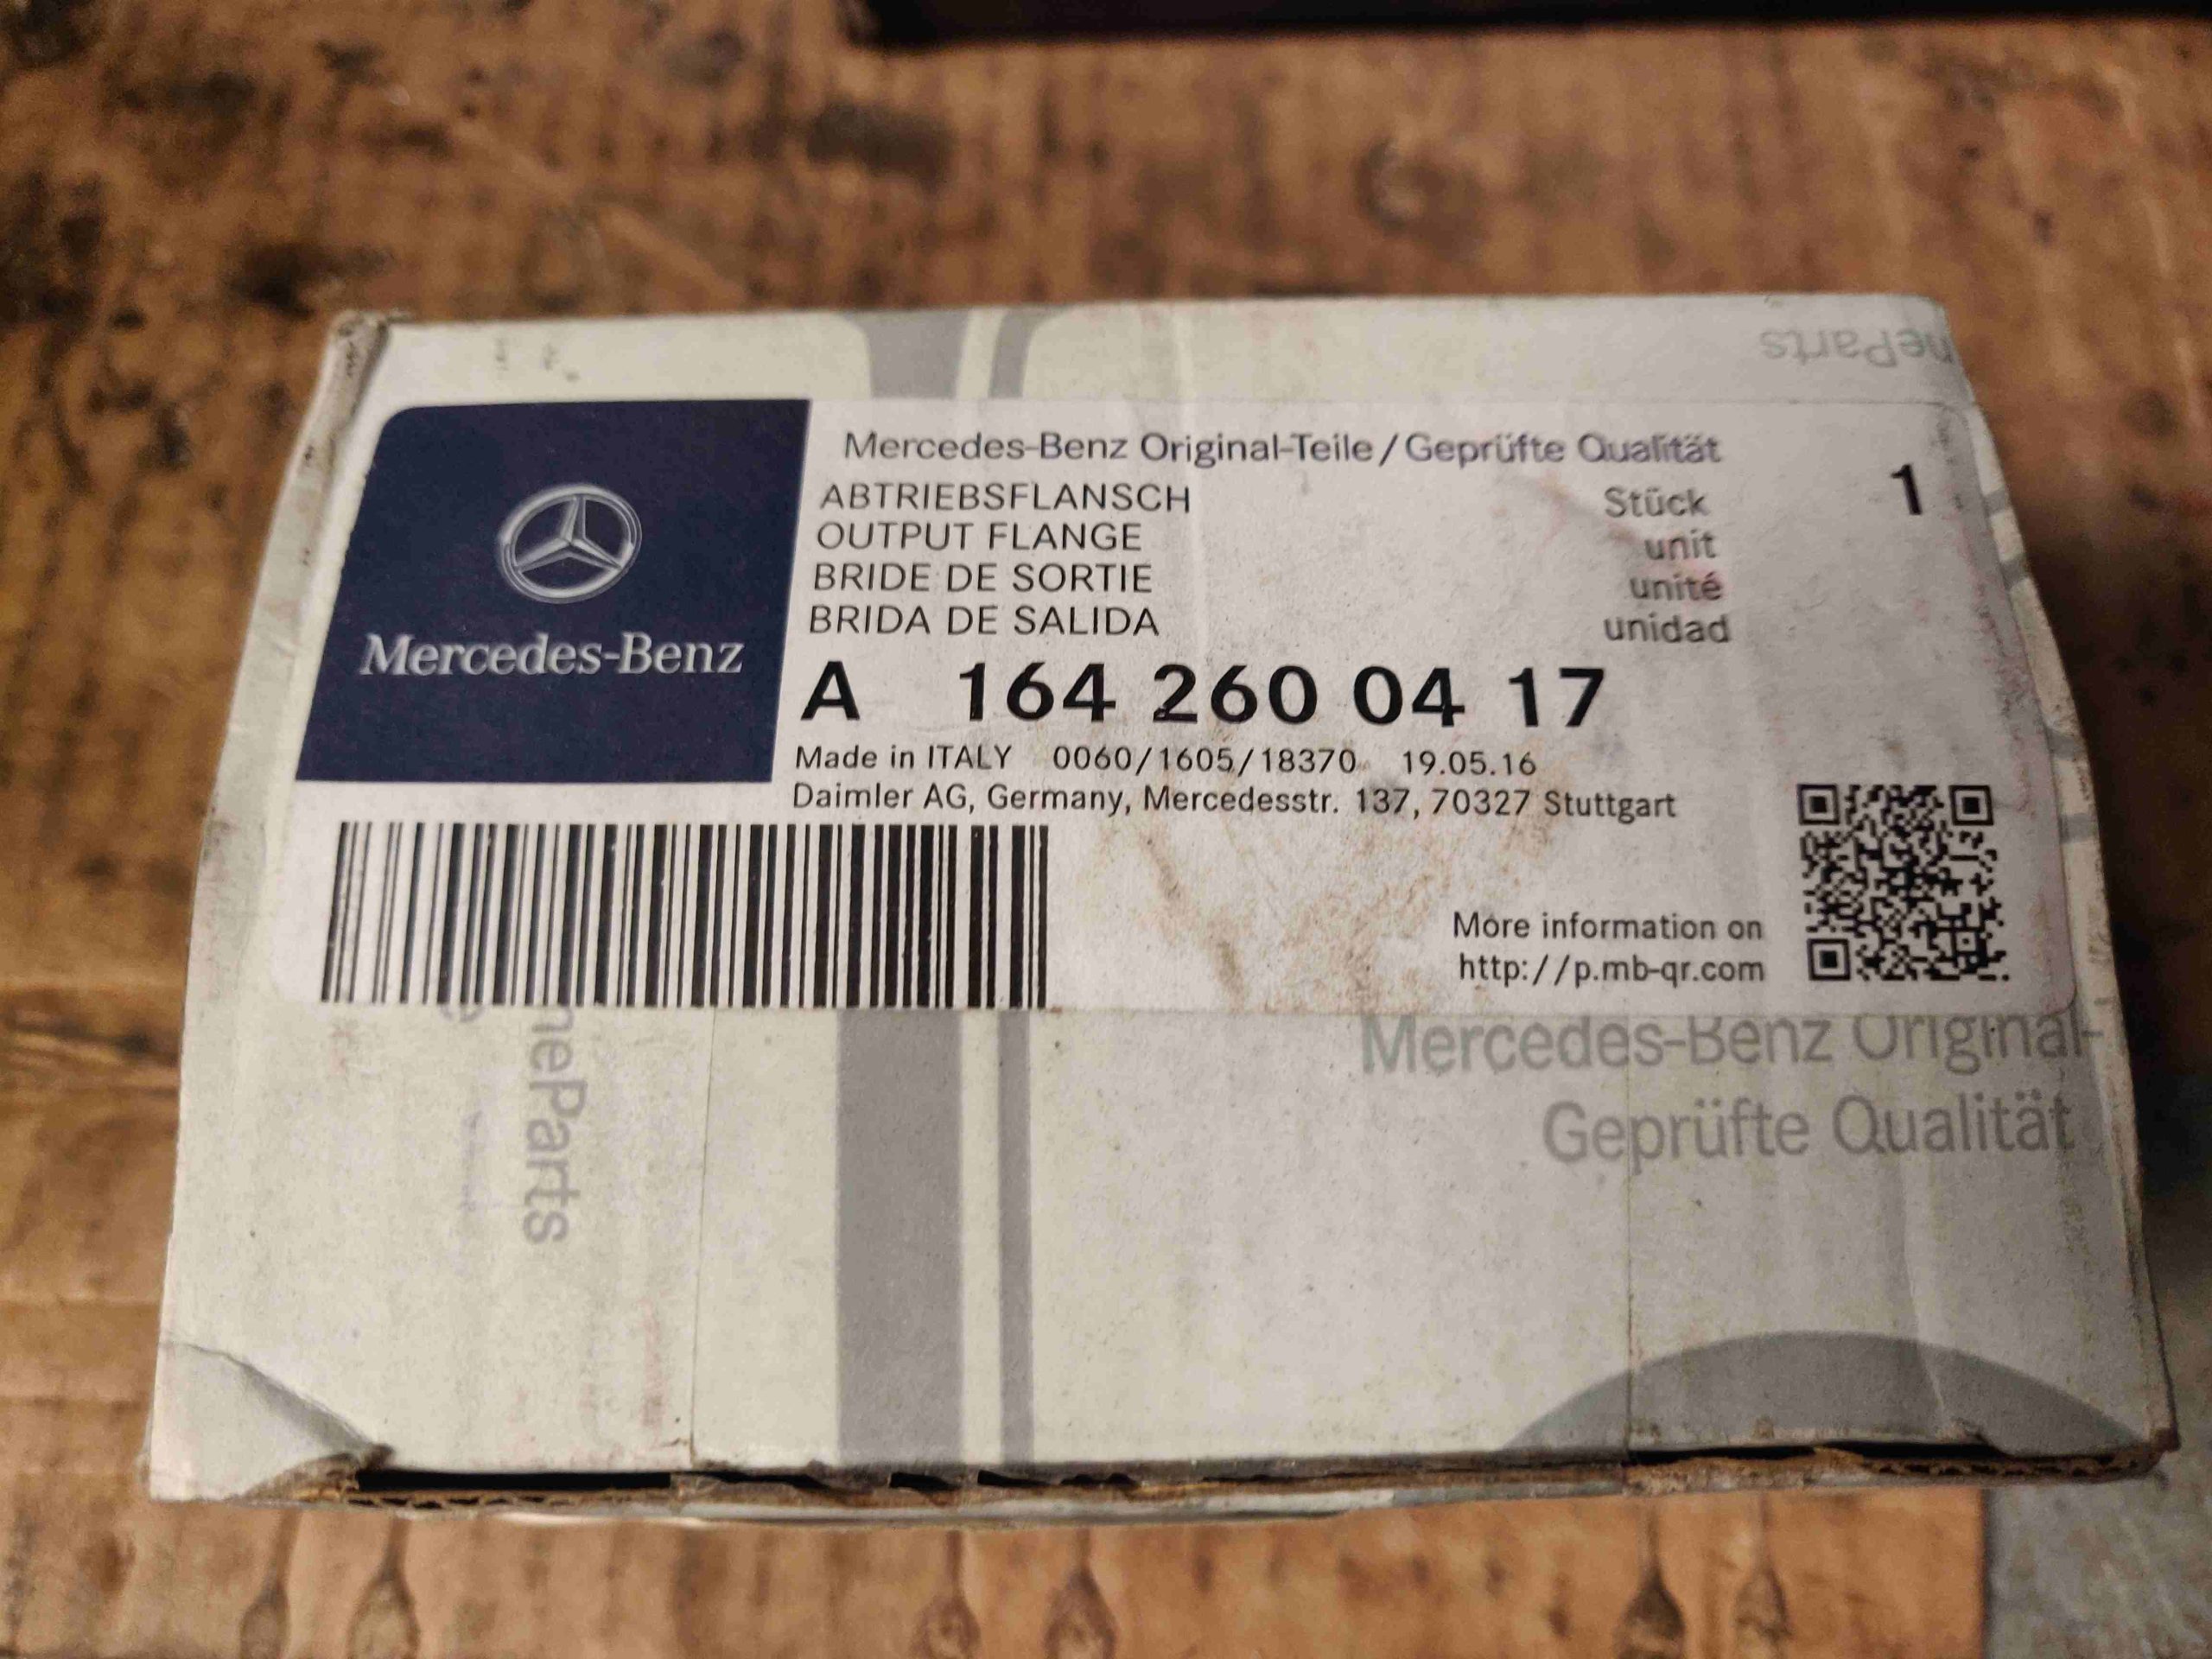 neParts
Mercedes-Benz
Mercedes-Benz Original-Teile / Geprüfte Qualität
ABTRIEBSFLANSCH Stück 1
OUTPUT FLANGE unit
BRIDE DE SORTIE unité
BRIDA DE SALIDA unidad
A 164 260 04 17
Made in ITALY 0060/1605/18370 19.05.16
Daimler AG, Germany, Mercedesstr. 137, 70327 Stuttgart
More information on
http://p.mb-qr.com
neParts
Mercedes-Benz Original-
Geprüfte Qualität